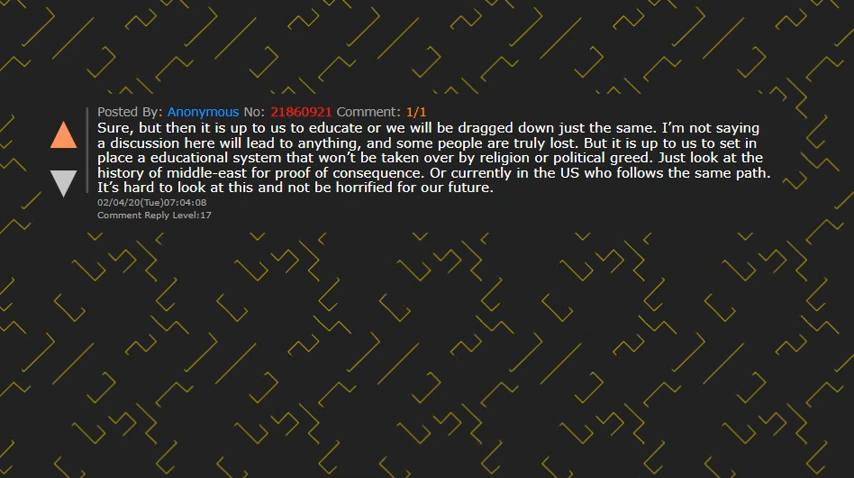 Posted By: Anonymous No: 21860921 Comment: 1/1
Sure, but then it is up to us to educate or we will be dragged down just the same. I'm not saying
a discussion here will lead to anything, and some people are truly lost. But it is up to us to set in
place a educational system that won't be taken over by religion or political greed. Just look at the
history of middle-east for proof of consequence. Or currently in the US who follows the same path.
It's hard to look at this and not be horrified for our future.
02/04/20(Tue)07:04:08
Comment Reply Level:17